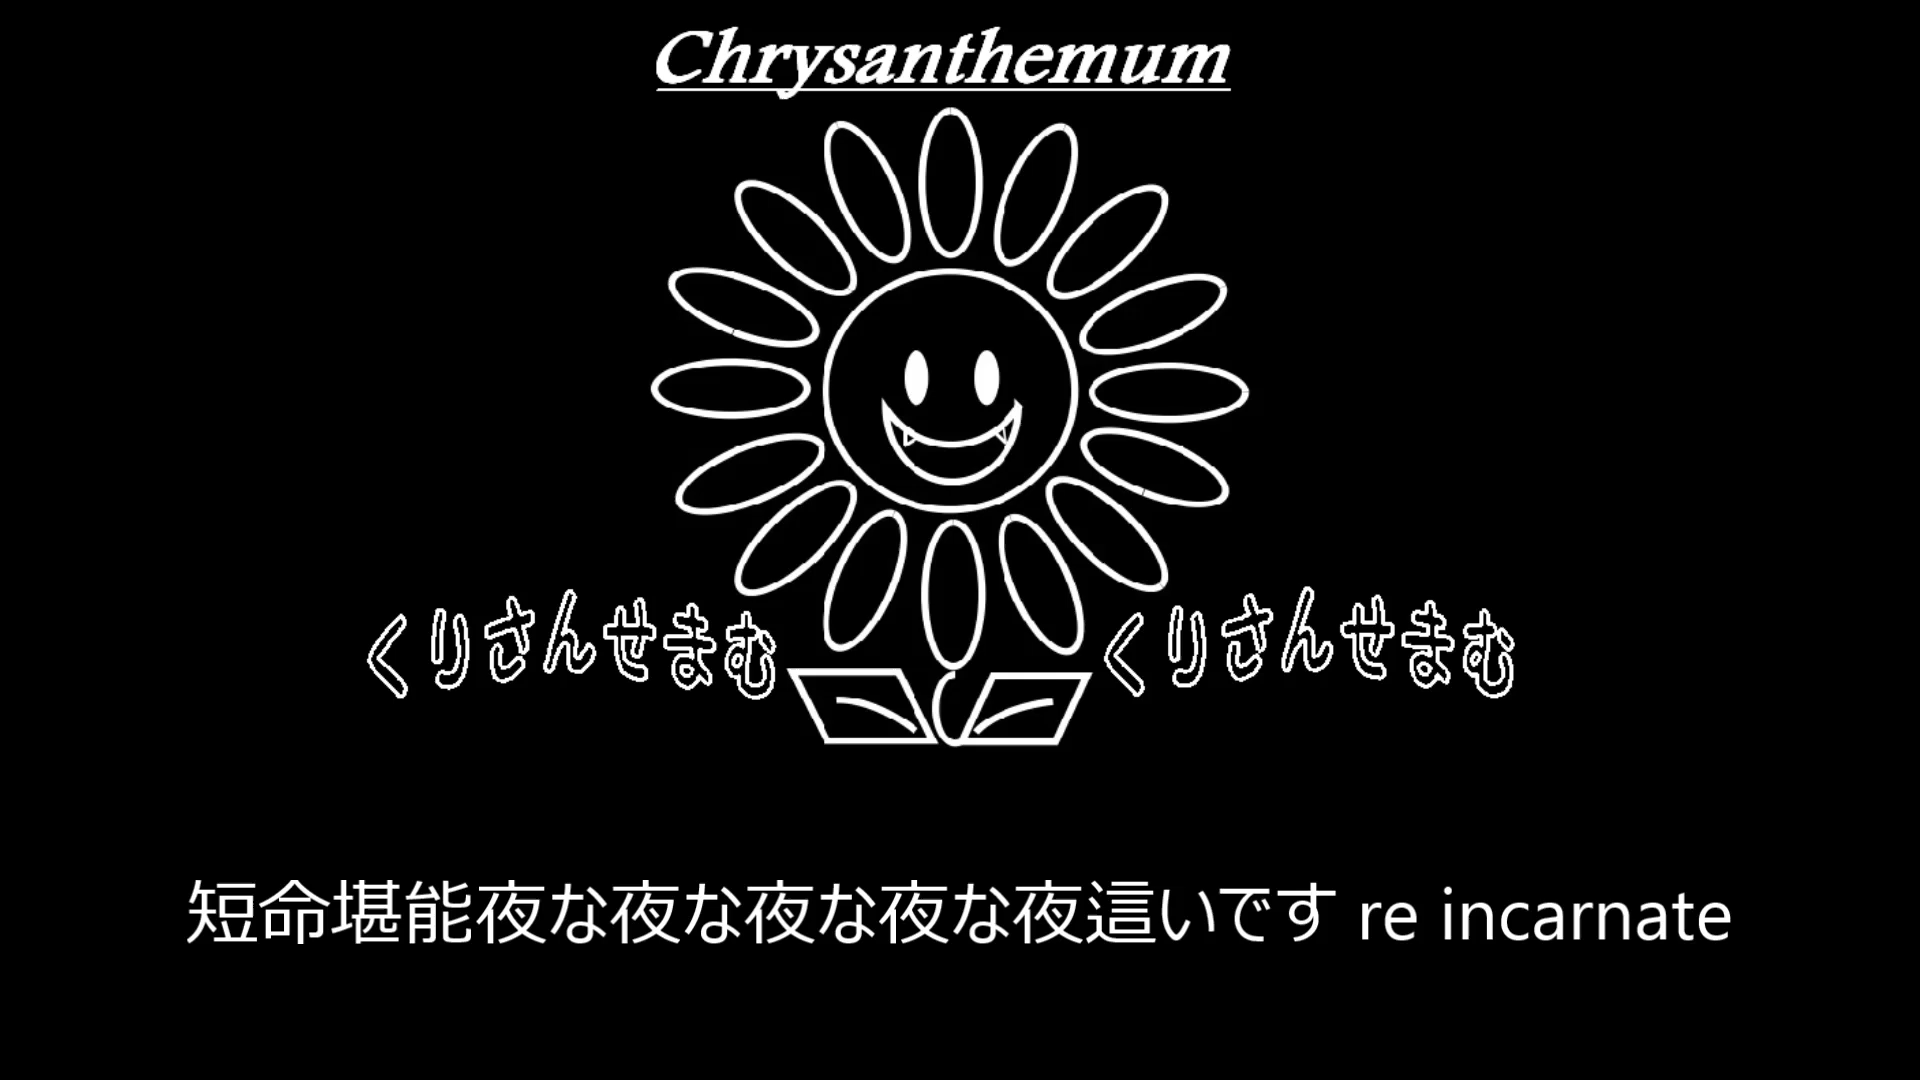 Chrysanthemum
くりさんせまむ くりさんせまむ
短命堪能夜な夜な夜な夜な夜這いです re incarnate